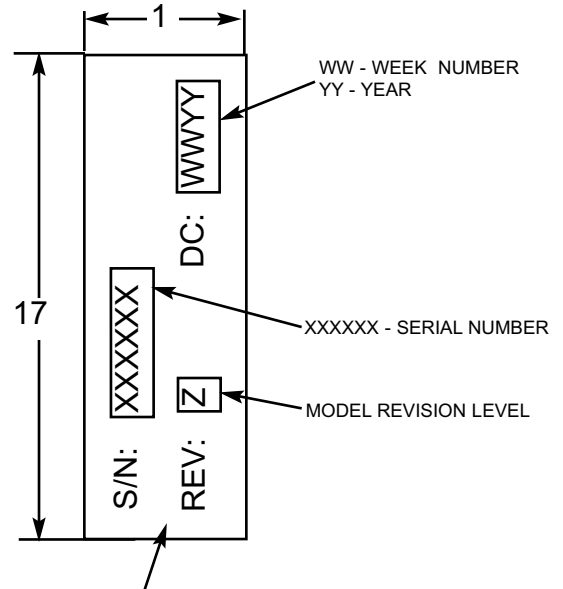 1
17
WW - WEEK NUMBER
YY - YEAR
XXXXXX - SERIAL NUMBER
MODEL REVISION LEVEL
S/N: XXXXXX
REV: Z DC: WWYY